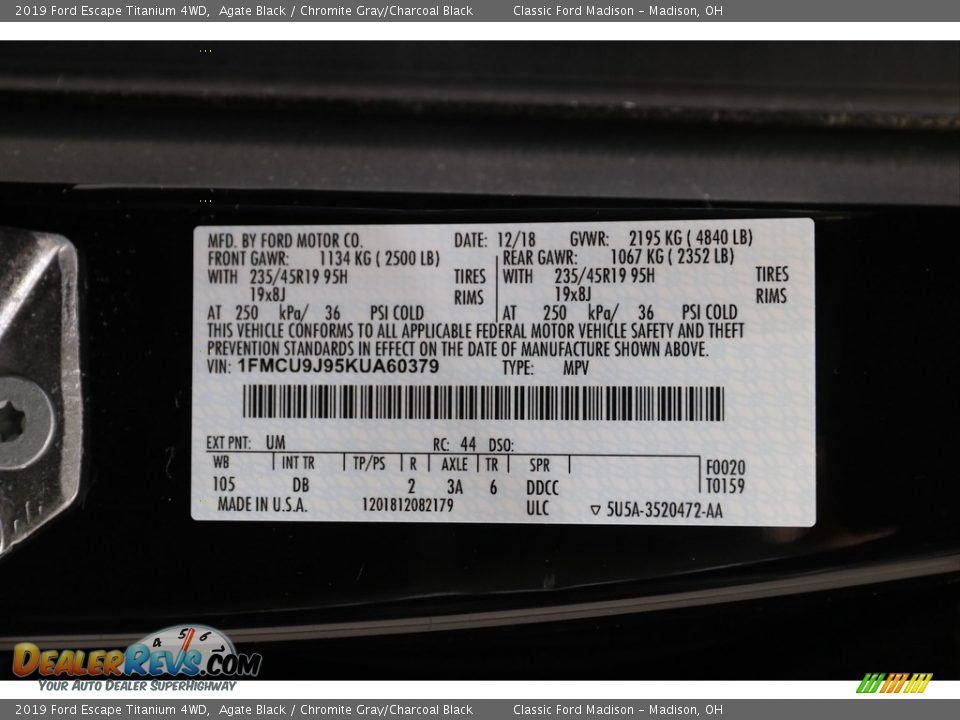 2019 Ford Escape Titanium 4WD, Agate Black / Chromite Gray/Charcoal Black Classic Ford Madison - Madison, OH
MFD. BY FORD MOTOR CO. DATE: 12/18 GVWR: 2195 KG ( 4840 LB)
FRONT GAWR: 1134 KG ( 2500 LB) REAR GAWR: 1067 KG ( 2352 LB)
WITH 235/45R19 95H TIRES WITH 235/45R19 95H TIRES
19x8J RIMS 19x8J RIMS
AT 250 kPa/ 36 PSI COLD AT 250 kPa/ 36 PSI COLD
THIS VEHICLE CONFORMS TO ALL APPLICABLE FEDERAL MOTOR VEHICLE SAFETY AND THEFT
PREVENTION STANDARDS IN EFFECT ON THE DATE OF MANUFACTURE SHOWN ABOVE.
VIN: 1FMCU9J95KUA60379 TYPE: MPV
EXT PNT: UM RC: 44 DSO:
WB INT TR TP/PS R AXLE TR SPR F0020
105 DB 2 3A 6 DDCC T0159
MADE IN U.S.A. 1201812082179 ULC ▽ 5U5A-3520472-AA
4 5 6
DealerRevs.com
Your Auto Dealer SuperHighway
2019 Ford Escape Titanium 4WD, Agate Black / Chromite Gray/Charcoal Black Classic Ford Madison - Madison, OH